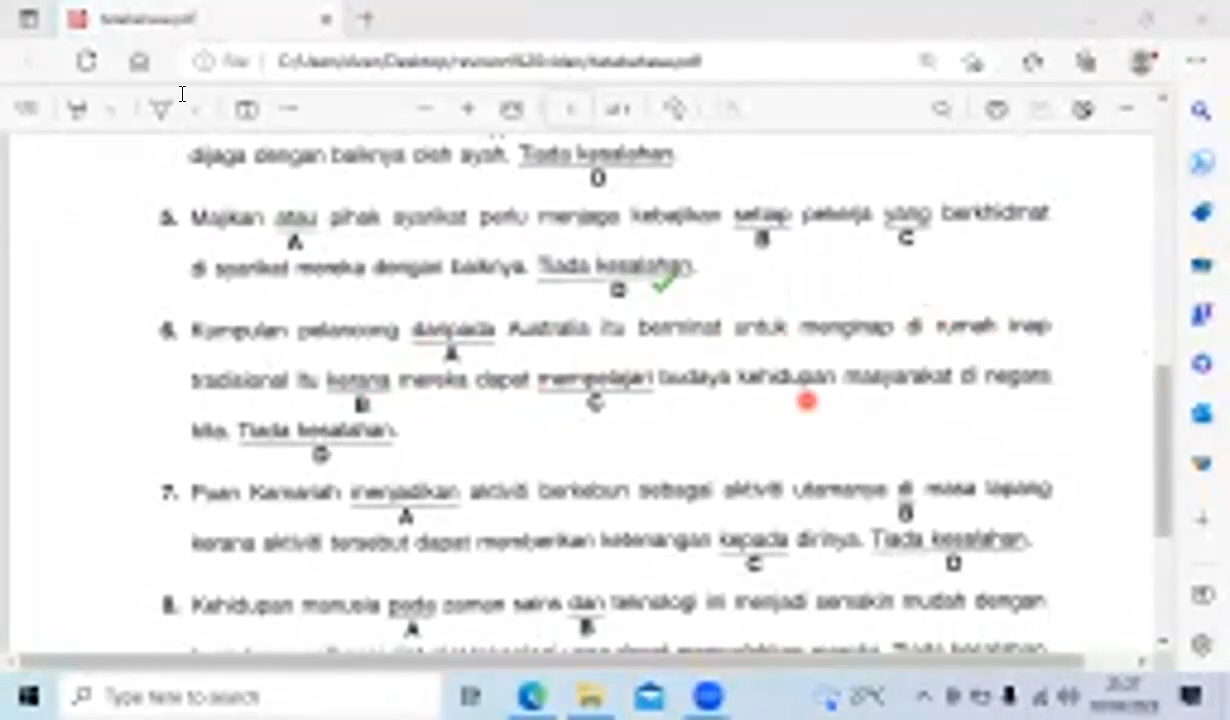 dijaga dengan baiknya oleh ayah. Tiada kesalahan.
D
5. Majikan atau pihak syarikat perlu menjaga kebajikan setiap pekerja yang berkhidmat
A B C
di syarikat mereka dengan baiknya. Tiada kesalahan.
D
6. Kumpulan pelancong daripada Australia itu berminat untuk menginap di rumah inap
A
tradisional itu kerana mereka dapat mempelajari budaya kehidupan masyarakat di negara
B C
kita. Tiada kesalahan.
D
7. Puan Kamariah menjadikan aktiviti berkebun sebagai aktiviti utamanya di masa lapang
A B
kerana aktiviti tersebut dapat memberikan ketenangan kepada dirinya. Tiada kesalahan.
C D
8. Kehidupan manusia pada zaman sains dan teknologi ini menjadi semakin mudah dengan
A B
Type here to search
27°C